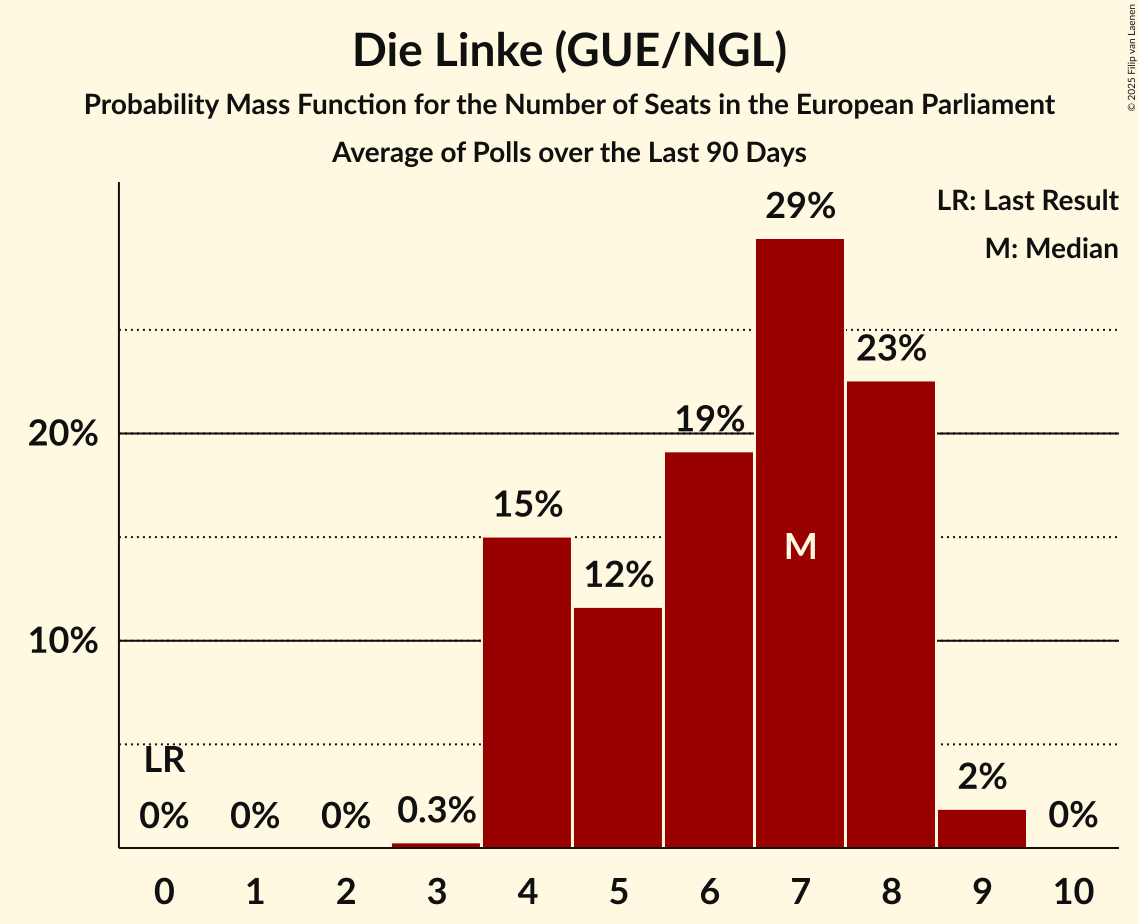 Die Linke (GUE/NGL)
Probability Mass Function for the Number of Seats in the European Parliament
Average of Polls over the Last 90 Days
© 2025 Filip van Laenen
LR: Last Result
M: Median
29%
23%
20%
19%
15%
M
12%
10%
LR
0%
0%
0%
0.3%
2%
0%
0 1 2 3 4 5 6 7 8 9 10